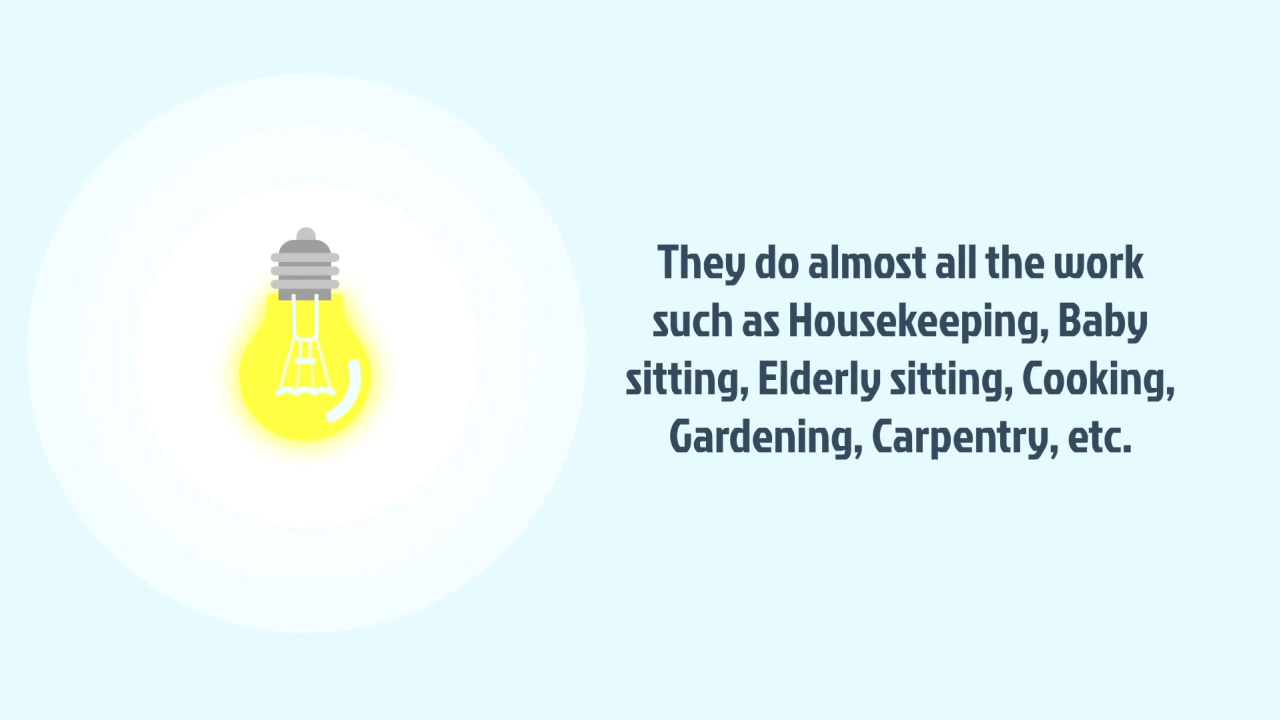 They do almost all the work
such as Housekeeping, Baby
sitting, Elderly sitting, Cooking,
Gardening, Carpentry, etc.